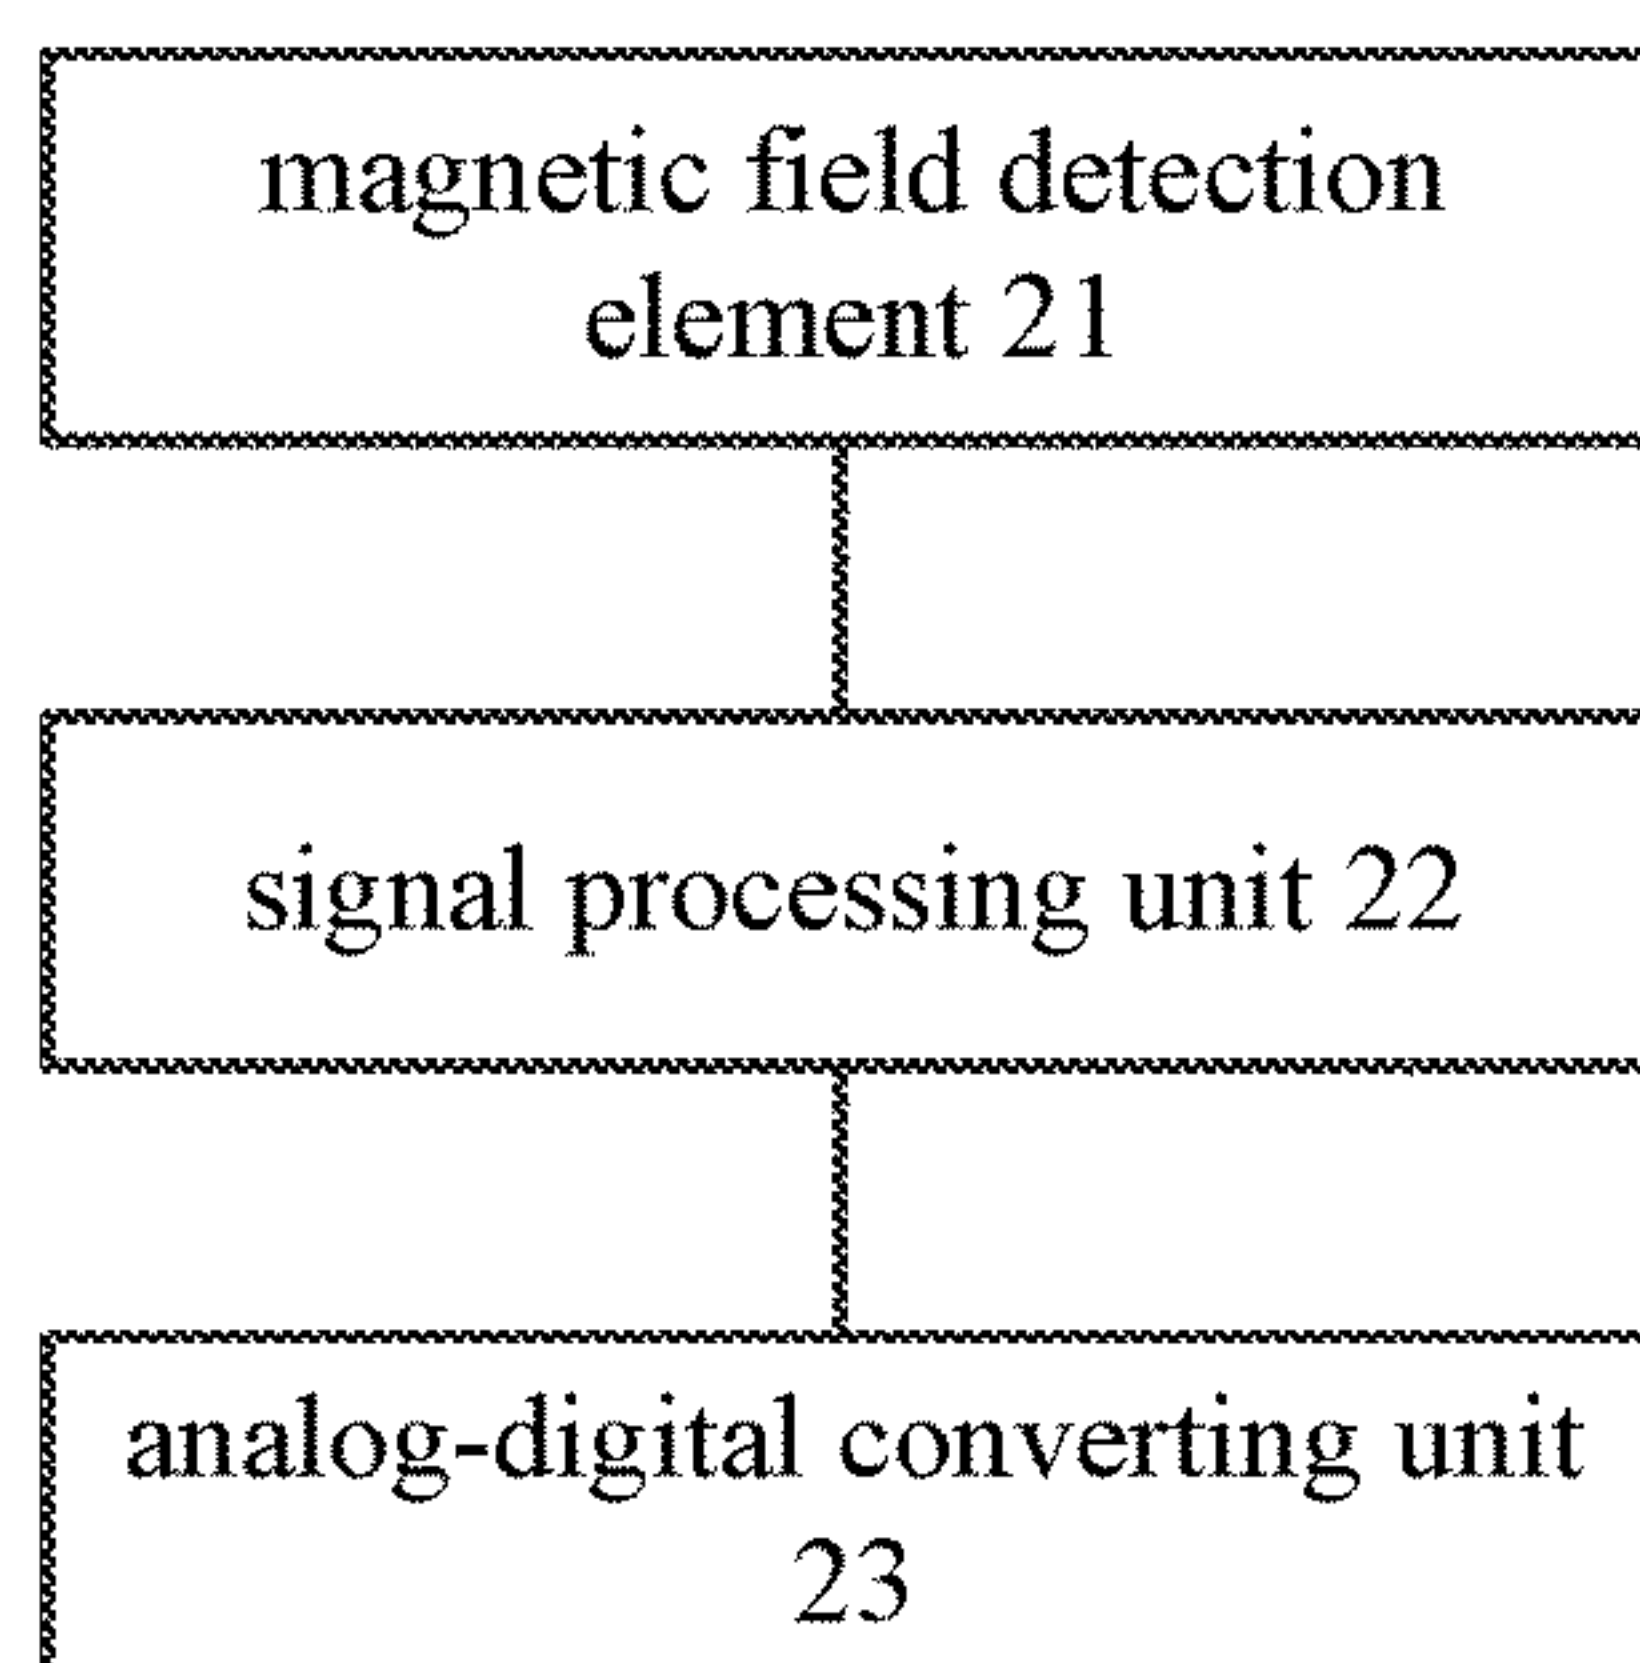 magnetic field detection
element 21
signal processing unit 22
analog-digital converting unit
23